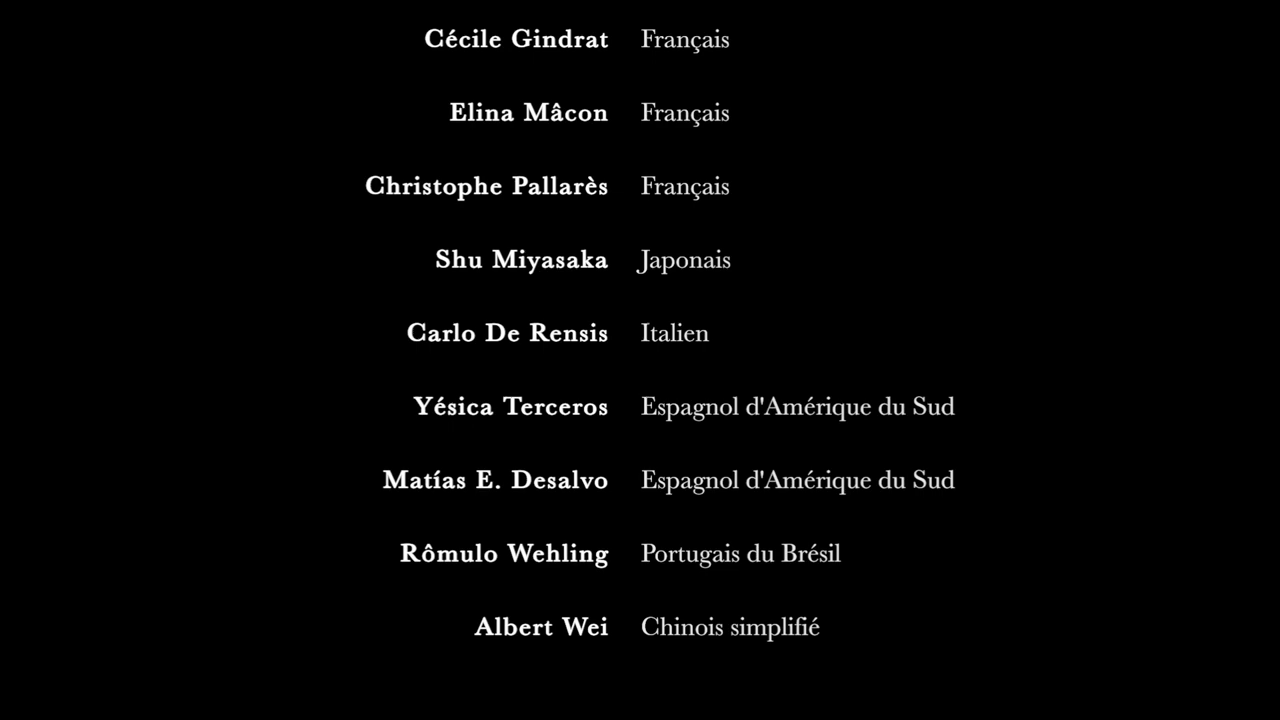 Cécile Gindrat Français
Elina Mâcon Français
Christophe Pallarès Français
Shu Miyasaka Japonais
Carlo De Rensis Italien
Yésica Terceros Espagnol d'Amérique du Sud
Matías E. Desalvo Espagnol d'Amérique du Sud
Rômulo Wehling Portugais du Brésil
Albert Wei Chinois simplifié